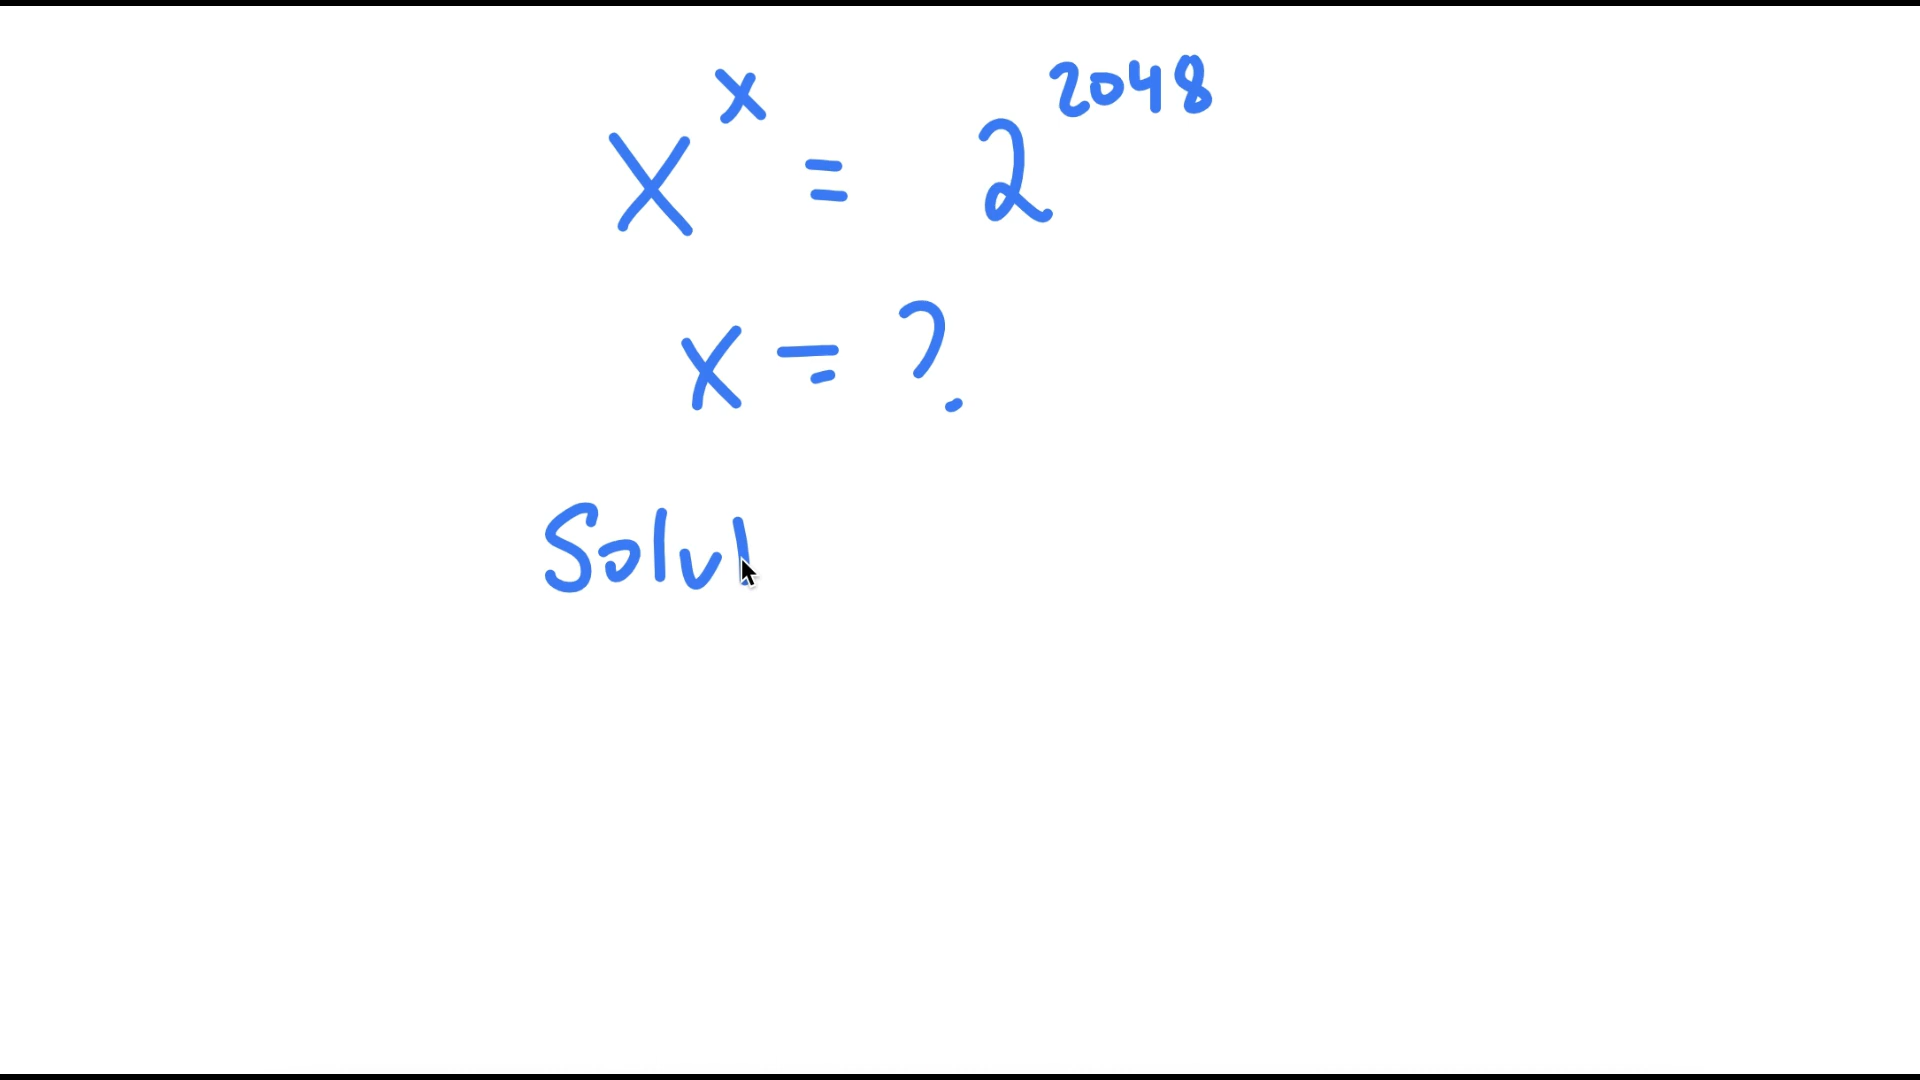 x^x = 2^2048
x = ?
Solu